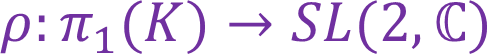 ρ: π₁(K) → SL(2, ℂ)